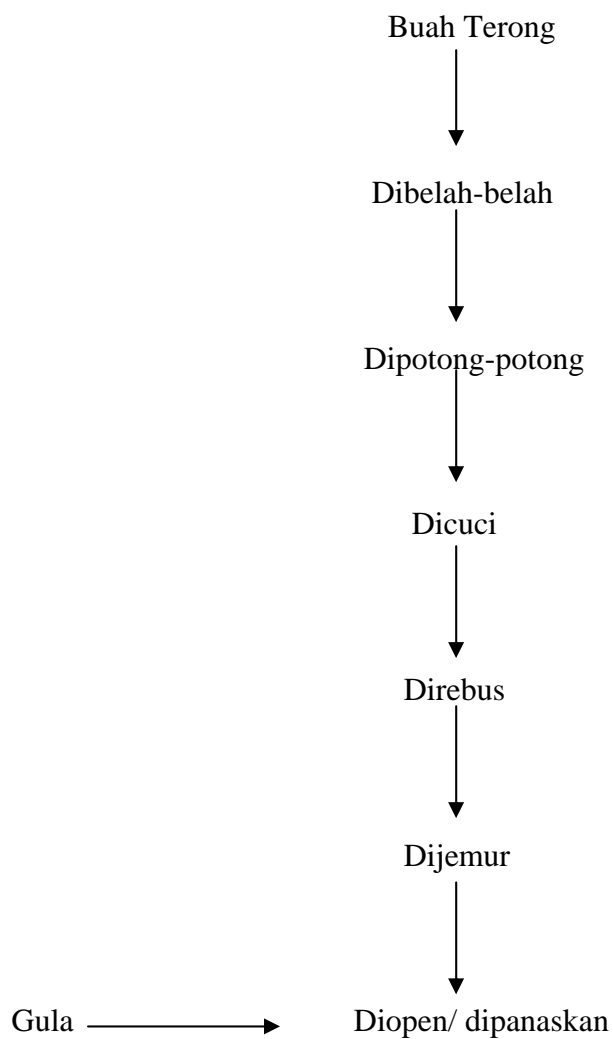 Buah Terong
Dibelah-belah
Dipotong-potong
Dicuci
Direbus
Dijemur
Gula Diopen/ dipanaskan